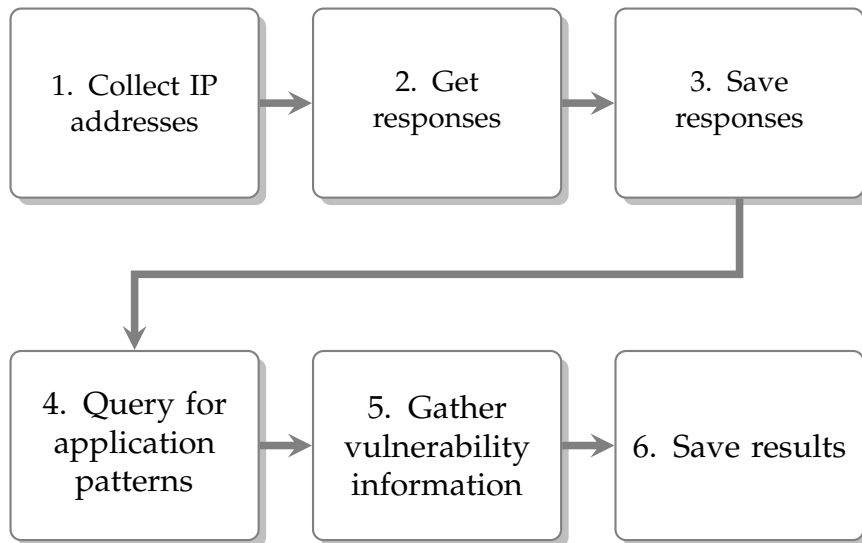 1. Collect IP
addresses
2. Get
responses
3. Save
responses
4. Query for
application
patterns
5. Gather
vulnerability
information
6. Save results